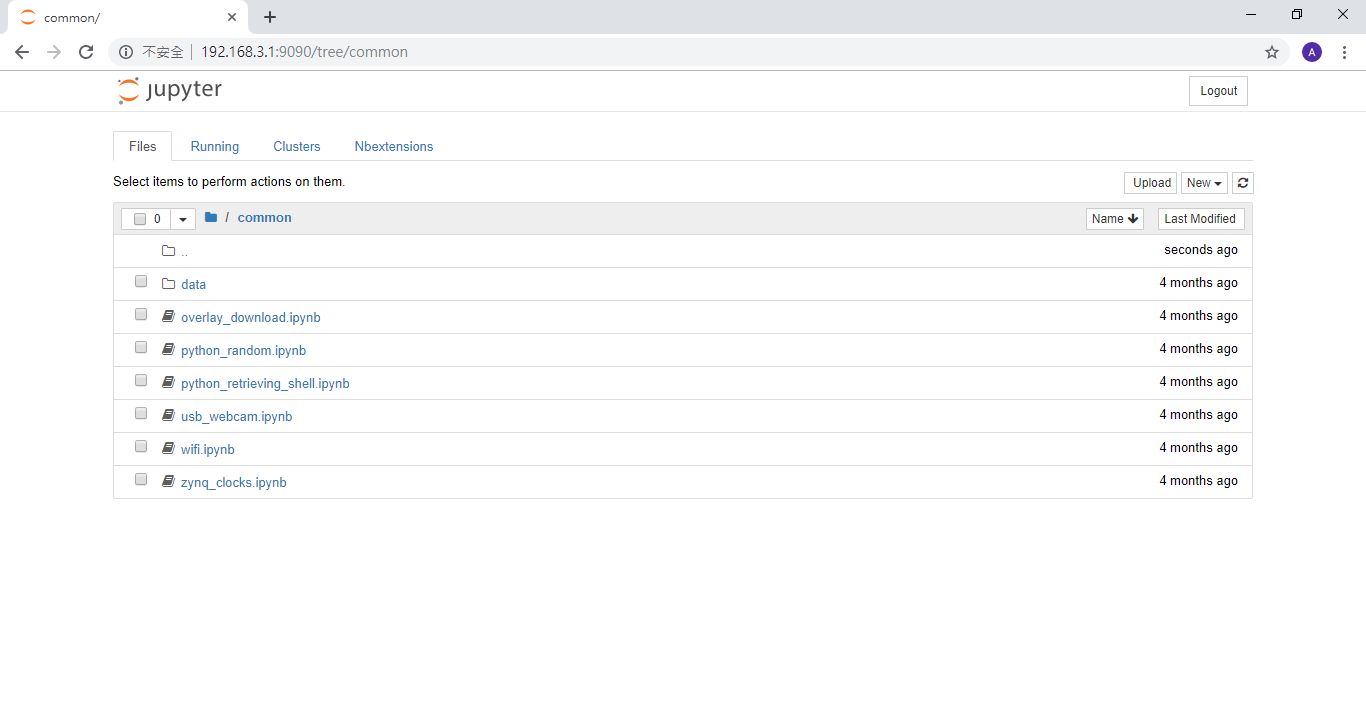 common/
不安全 192.168.3.1:9090/tree/common A
jupyter Logout
Files Running Clusters Nbextensions
Select items to perform actions on them. Upload New
0 / common Name Last Modified
.. seconds ago
data 4 months ago
overlay_download.ipynb 4 months ago
python_random.ipynb 4 months ago
python_retrieving_shell.ipynb 4 months ago
usb_webcam.ipynb 4 months ago
wifi.ipynb 4 months ago
zynq_clocks.ipynb 4 months ago